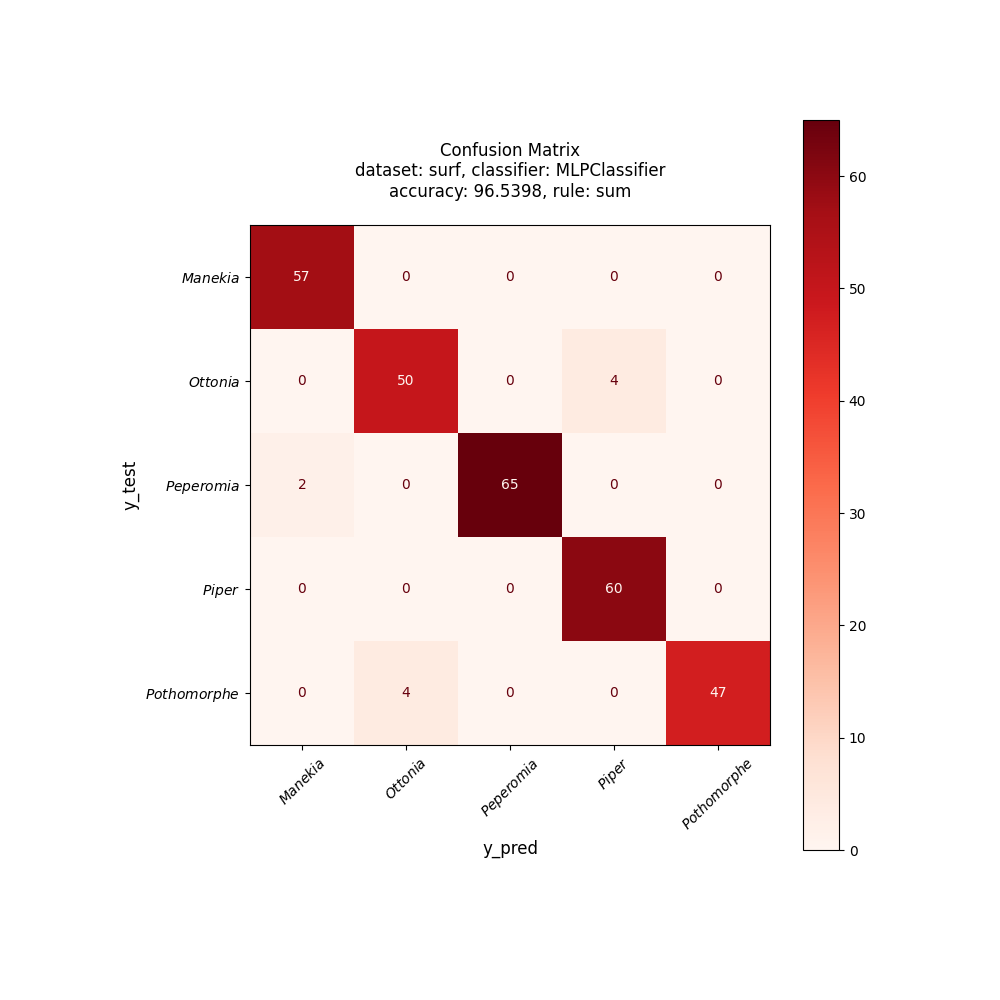 Confusion Matrix
dataset: surf, classifier: MLPClassifier
accuracy: 96.5398, rule: sum
y_test
Manekia 57 0 0 0 0
Ottonia 0 50 0 4 0
Peperomia 2 0 65 0 0
Piper 0 0 0 60 0
Pothomorphe 0 4 0 0 47
Manekia Ottonia Peperomia Piper Pothomorphe
y_pred
60
50
40
30
20
10
0